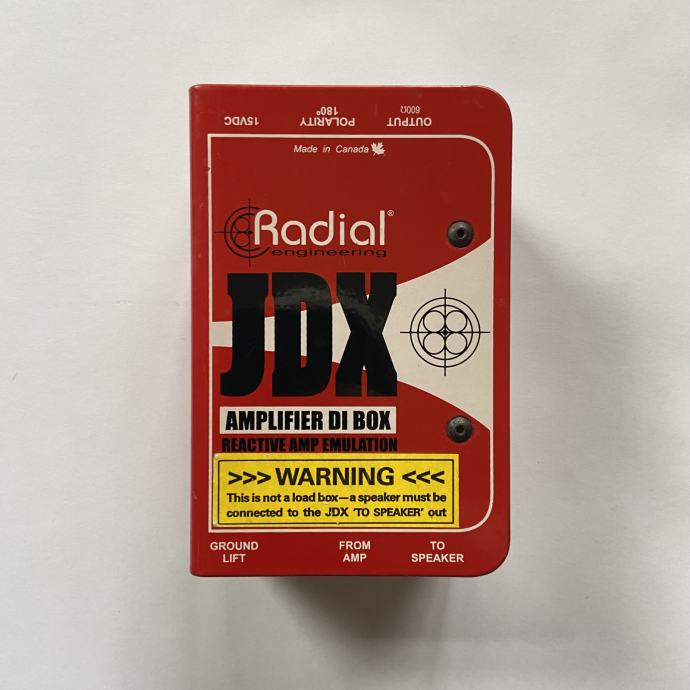 15VDC
POLARITY
180°
OUTPUT
600Ω
Made in Canada
Radial®
engineering
JDX
AMPLIFIER DI BOX
REACTIVE AMP EMULATION
>>> WARNING <<<
This is not a load box—a speaker must be
connected to the JDX 'TO SPEAKER' out
GROUND
LIFT
FROM
AMP
TO
SPEAKER